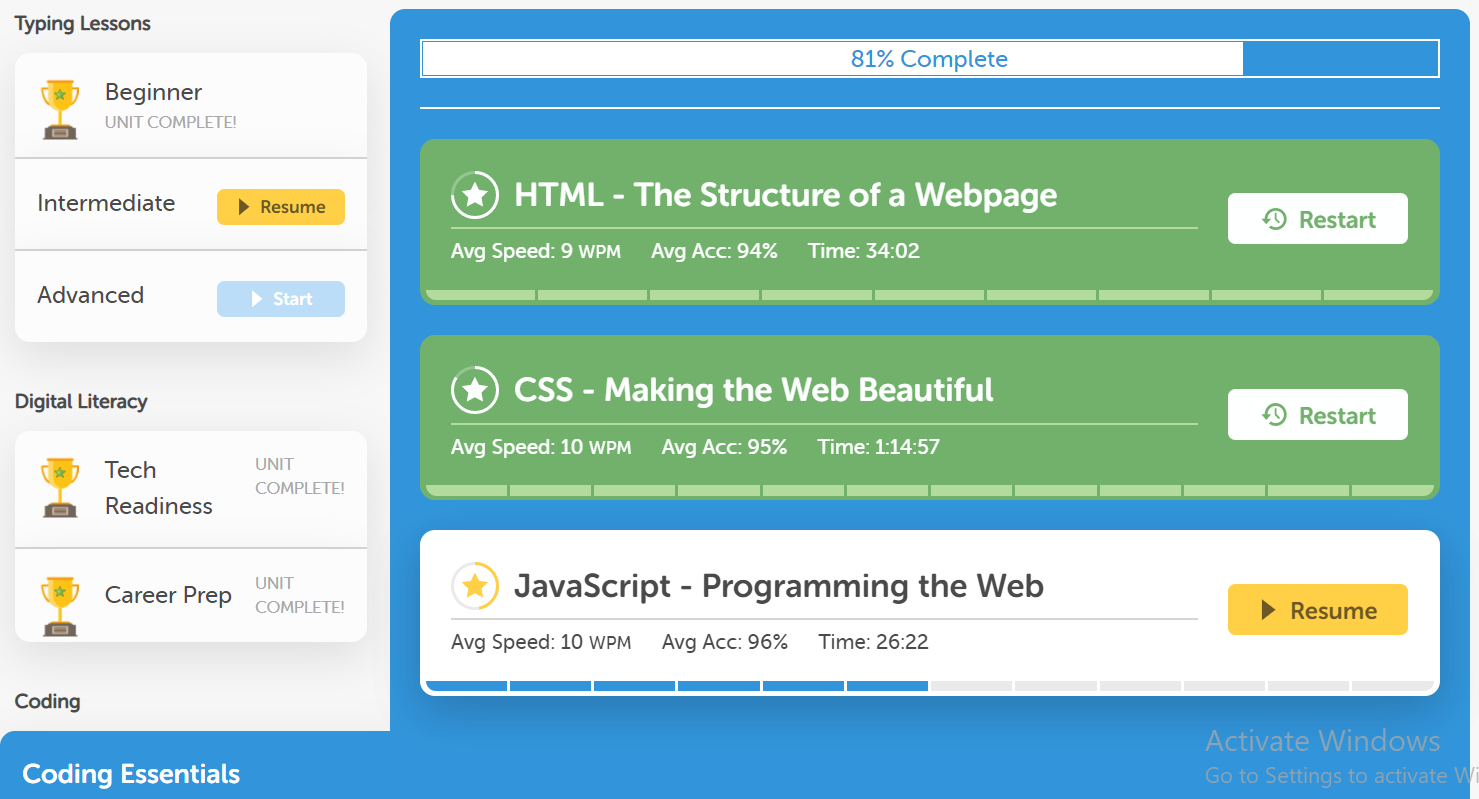 Typing Lessons
Beginner
UNIT COMPLETE!
Intermediate
Resume
Advanced
Start
Digital Literacy
Tech
Readiness
UNIT
COMPLETE!
Career Prep
UNIT
COMPLETE!
Coding
Coding Essentials
81% Complete
HTML - The Structure of a Webpage
Avg Speed: 9 WPM Avg Acc: 94% Time: 34:02
Restart
CSS - Making the Web Beautiful
Avg Speed: 10 WPM Avg Acc: 95% Time: 1:14:57
Restart
JavaScript - Programming the Web
Avg Speed: 10 WPM Avg Acc: 96% Time: 26:22
Resume
Activate Windows
Go to Settings to activate Wi